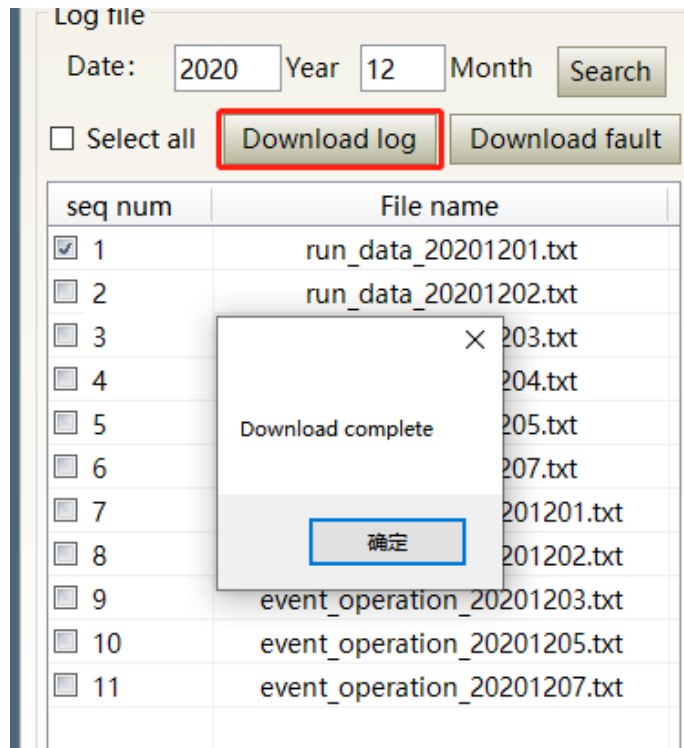 Log file
Date: 2020 Year 12 Month Search
Select all Download log Download fault
seq num File name
1 run_data_20201201.txt
2 run_data_20201202.txt
3 203.txt
4 204.txt
5 205.txt
6 207.txt
7 201201.txt
8 201202.txt
9 event_operation_20201203.txt
10 event_operation_20201205.txt
11 event_operation_20201207.txt
Download complete
确定